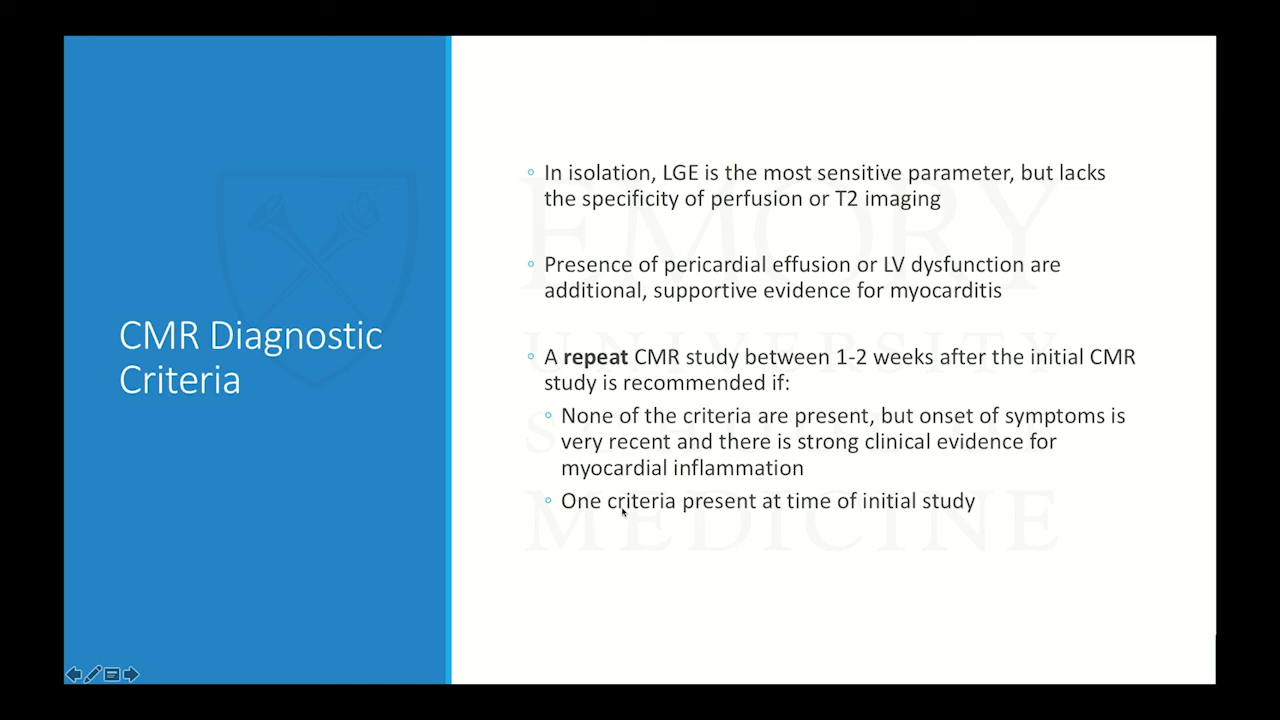 CMR Diagnostic
Criteria
In isolation, LGE is the most sensitive parameter, but lacks
the specificity of perfusion or T2 imaging
Presence of pericardial effusion or LV dysfunction are
additional, supportive evidence for myocarditis
A repeat CMR study between 1-2 weeks after the initial CMR
study is recommended if:
None of the criteria are present, but onset of symptoms is
very recent and there is strong clinical evidence for
myocardial inflammation
One criteria present at time of initial study
EMORY
UNIVERSITY
SCHOOL OF
MEDICINE